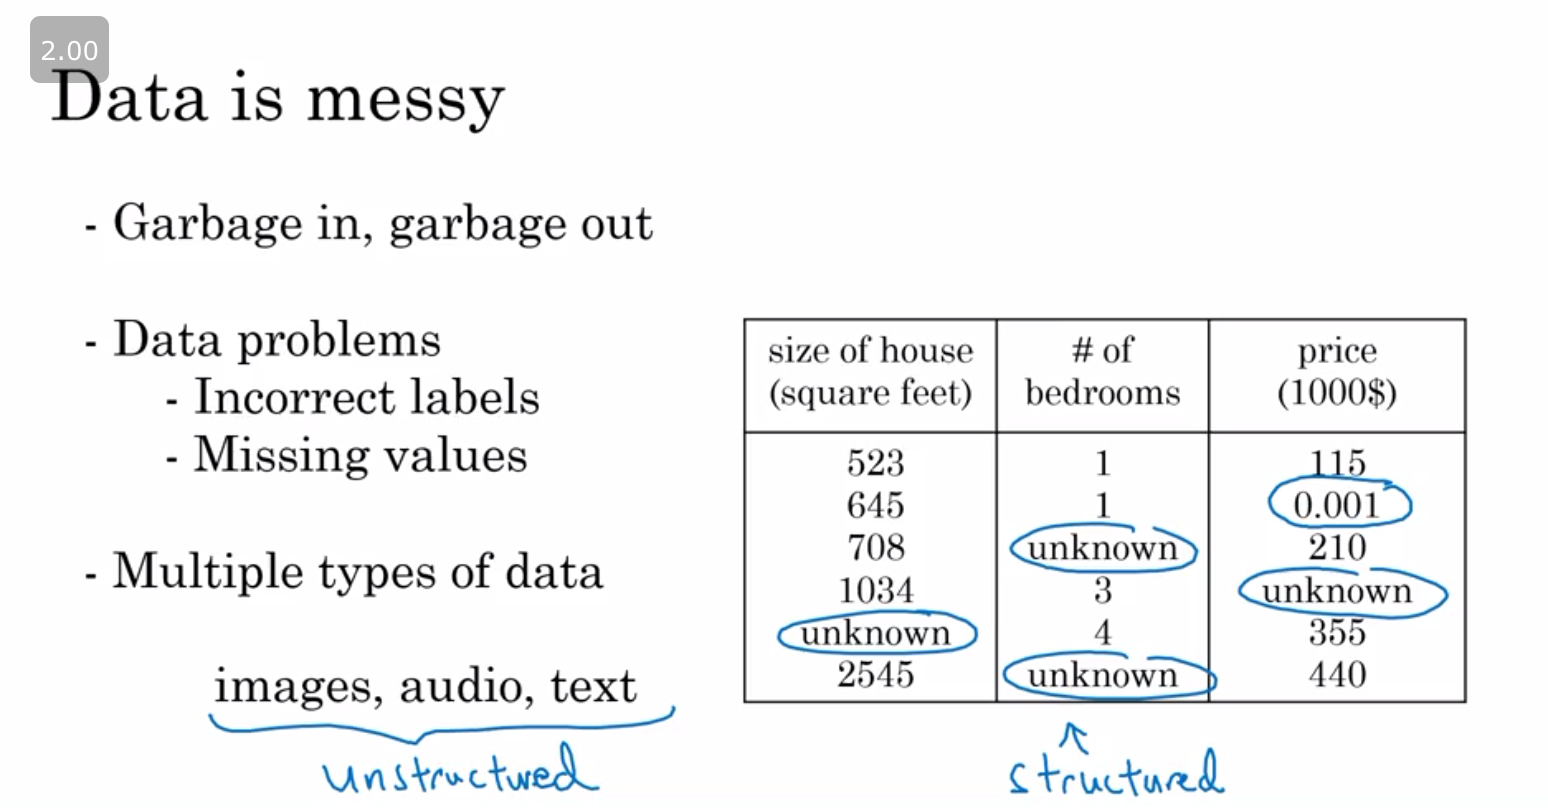 2.00
Data is messy
- Garbage in, garbage out
- Data problems
- Incorrect labels
- Missing values
- Multiple types of data
images, audio, text
unstructured
size of house # of price
(square feet) bedrooms (1000$)
523 1 115
645 1 0.001
708 unknown 210
1034 3 unknown
unknown 4 355
2545 unknown 440
structured